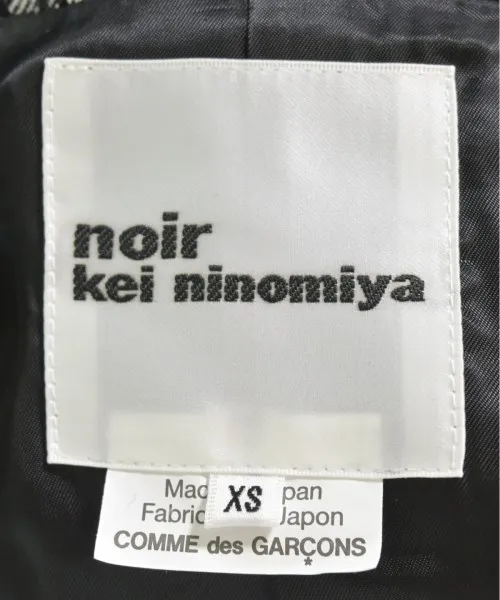 noir
kei ninomiya
XS
Mad pan
Fabric Japon
COMME des GARÇONS
*